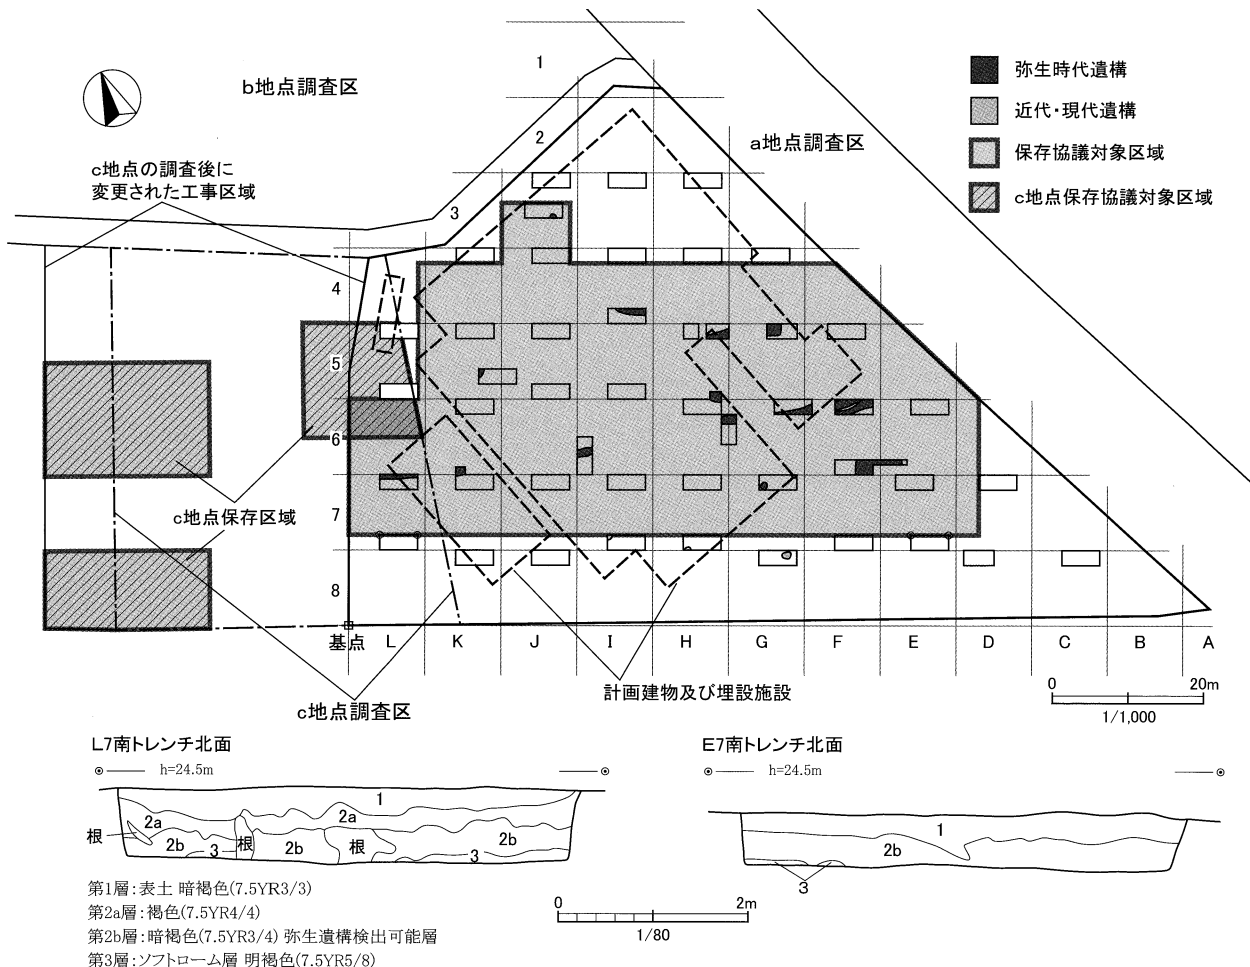 b地点調査区
a地点調査区
c地点の調査後に
変更された工事区域
弥生時代遺構
近代・現代遺構
保存協議対象区域
c地点保存協議対象区域
1
2
3
4
5
6
7
8
c地点保存区域
基点 L K J I H G F E D C B A
c地点調査区
計画建物及び埋設施設
0 20m
1/1,000
L7南トレンチ北面
h=24.5m
1
2a
2a
根
2b
3
根
2b
根
3
2b
E7南トレンチ北面
h=24.5m
1
2b
3
第1層:表土 暗褐色(7.5YR3/3)
第2a層:褐色(7.5YR4/4)
第2b層:暗褐色(7.5YR3/4) 弥生遺構検出可能層
第3層:ソフトローム層 明褐色(7.5YR5/8)
0 2m
1/80